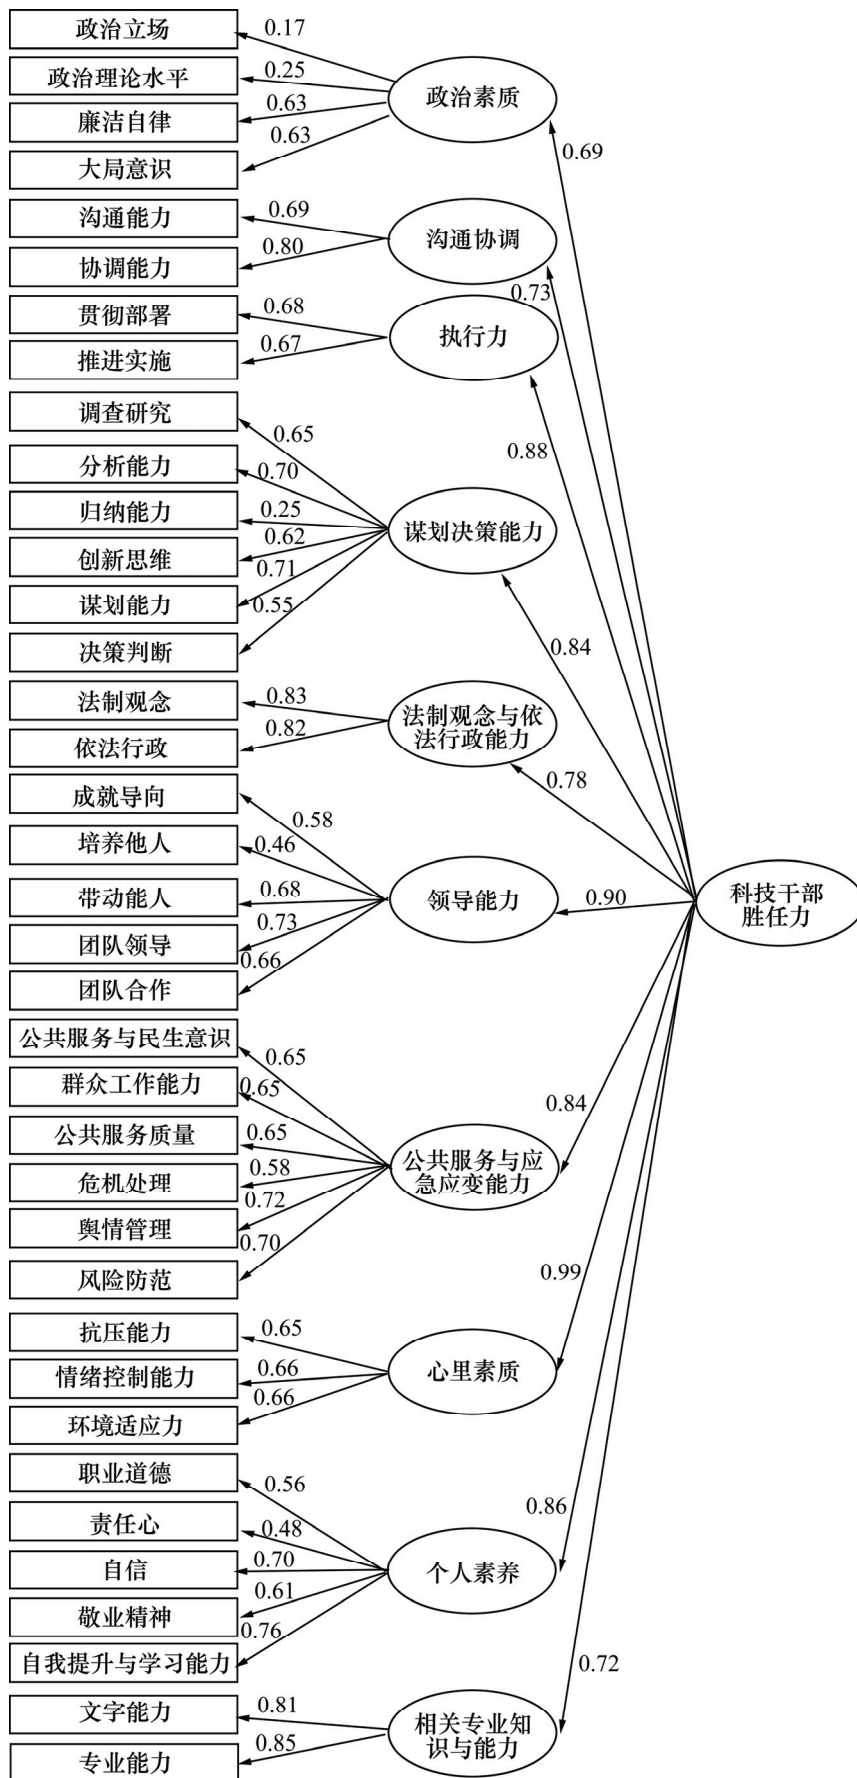 政治立场
0.17
政治理论水平
0.25
廉洁自律
0.63
大局意识
0.63
政治素质
0.69
沟通能力
0.69
协调能力
0.80
沟通协调
0.73
贯彻部署
0.68
推进实施
0.67
执行力
0.88
调查研究
0.65
分析能力
0.70
归纳能力
0.25
创新思维
0.62
谋划能力
0.71
决策判断
0.55
谋划决策能力
0.84
法制观念
0.83
依法行政
0.82
法制观念与依
法行政能力
0.78
成就导向
0.58
培养他人
0.46
带动能人
0.68
团队领导
0.73
团队合作
0.66
领导能力
0.90
科技干部
胜任力
公共服务与民生意识
0.65
群众工作能力
0.65
公共服务质量
0.65
危机处理
0.58
舆情管理
0.72
风险防范
0.70
公共服务与应
急应变能力
0.84
抗压能力
0.65
情绪控制能力
0.66
环境适应力
0.66
心里素质
0.99
职业道德
0.56
责任心
0.48
自信
0.70
敬业精神
0.61
自我提升与学习能力
0.76
个人素养
0.86
文字能力
0.81
专业能力
0.85
相关专业知
识与能力
0.72